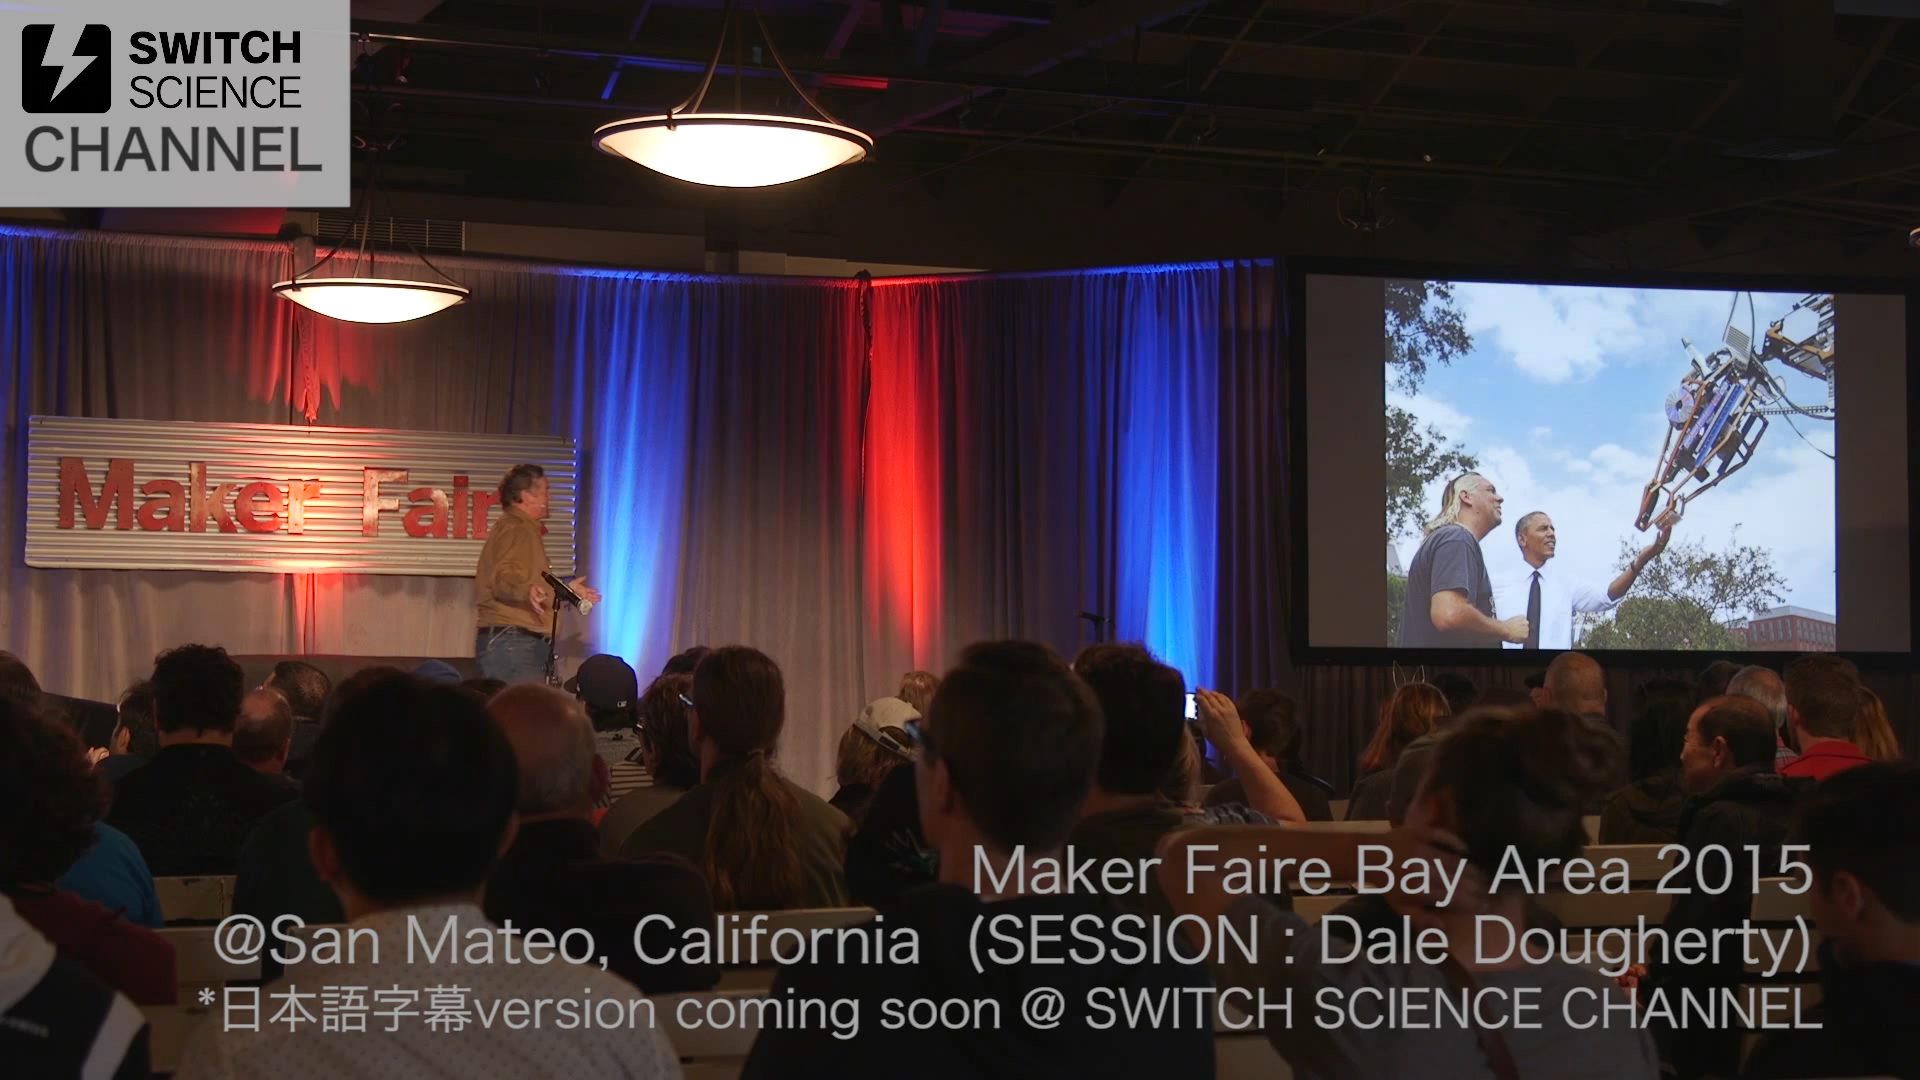 SWITCH
SCIENCE
CHANNEL
Maker Faire
Maker Faire Bay Area 2015
@San Mateo, California (SESSION : Dale Dougherty)
*日本語字幕version coming soon @ SWITCH SCIENCE CHANNEL